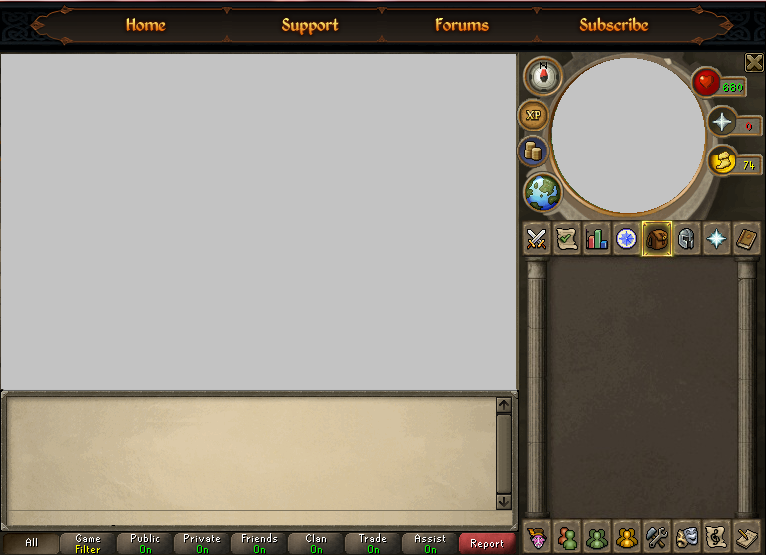 Home Support Forums Subscribe
N
680
XP
0
74
All Game Public Private Friends Clan Trade Assist Report
Filter On On On On On On